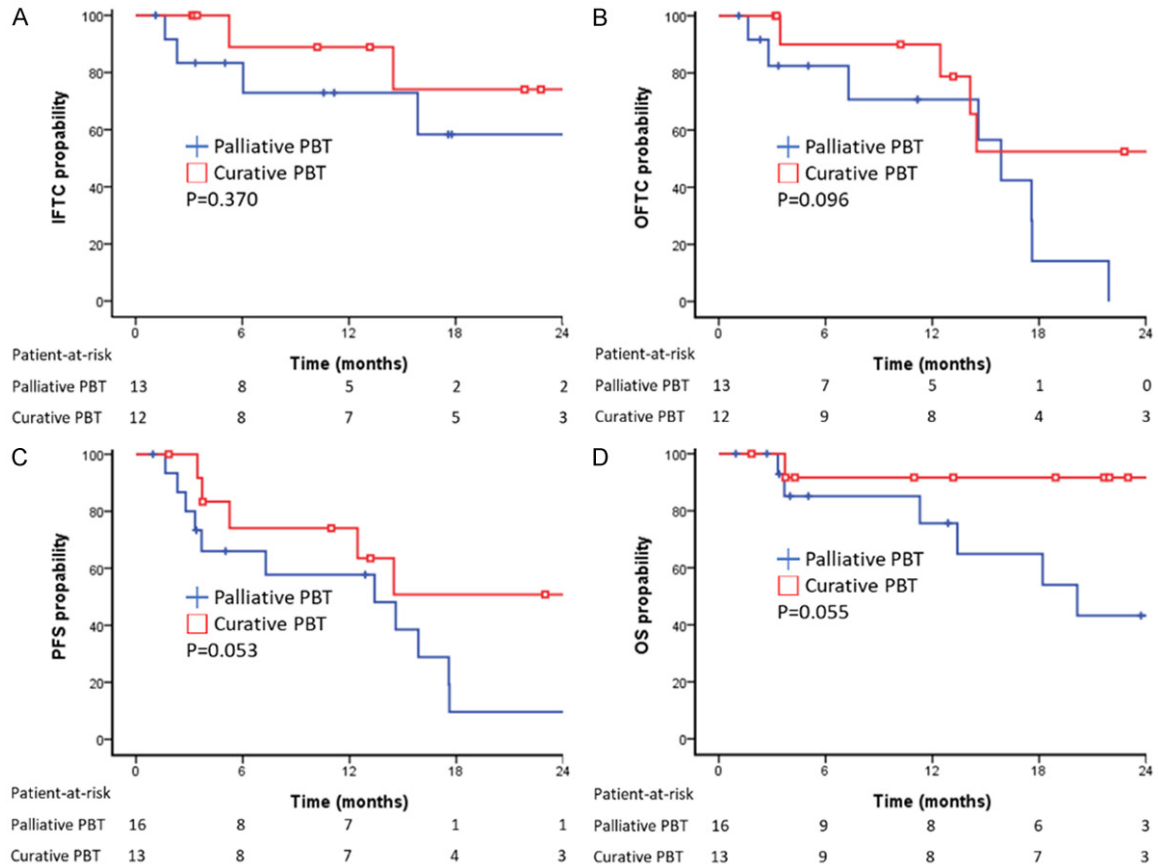 A
IFTC propability
100
80
60
40
20
0
Palliative PBT
Curative PBT
P=0.370
0 6 12 18 24
Patient-at-risk
Time (months)
Palliative PBT 13 8 5 2 2
Curative PBT 12 8 7 5 3
B
OFTC probability
100
80
60
40
20
0
Palliative PBT
Curative PBT
P=0.096
0 6 12 18 24
Patient-at-risk
Time (months)
Palliative PBT 13 7 5 1 0
Curative PBT 12 9 8 4 3
C
PFS propability
100
80
60
40
20
0
Palliative PBT
Curative PBT
P=0.053
0 6 12 18 24
Patient-at-risk
Time (months)
Palliative PBT 16 8 7 1 1
Curative PBT 13 8 7 4 3
D
OS propability
100
80
60
40
20
0
Palliative PBT
Curative PBT
P=0.055
0 6 12 18 24
Patient-at-risk
Time (months)
Palliative PBT 16 9 8 6 3
Curative PBT 13 9 8 7 3